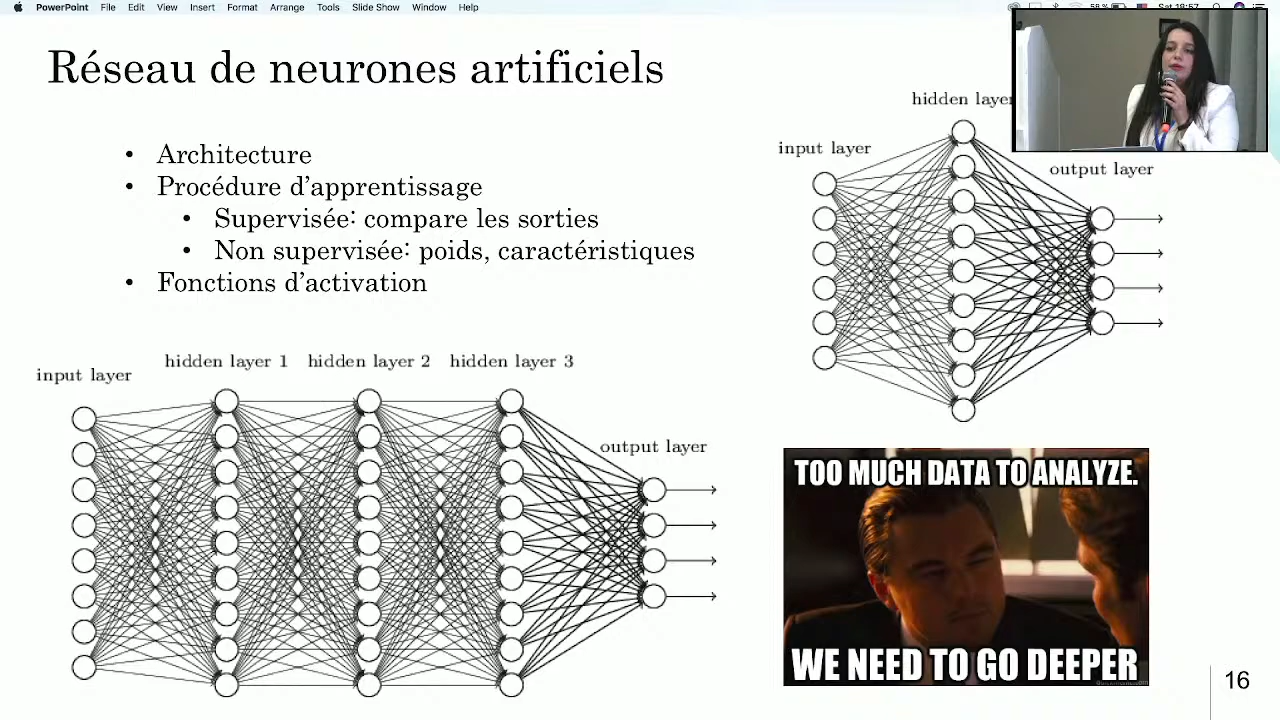 PowerPoint File Edit View Insert Format Arrange Tools Slide Show Window Help
Réseau de neurones artificiels
• Architecture
• Procédure d'apprentissage
• Supervisée: compare les sorties
• Non supervisée: poids, caractéristiques
• Fonctions d'activation
hidden layer
input layer
output layer
hidden layer 1 hidden layer 2 hidden layer 3
input layer
output layer
TOO MUCH DATA TO ANALYZE.
WE NEED TO GO DEEPER
16